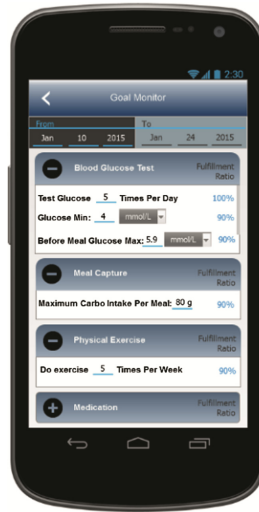 2:30
Goal Monitor
From To
Jan 10 2015 Jan 24 2015
Blood Glucose Test Fulfillment
Ratio
Test Glucose 5 Times Per Day 100%
Glucose Min: 4 mmol/L 90%
Before Meal Glucose Max: 5.9 mmol/L 90%
Meal Capture Fulfillment
Ratio
Maximum Carbo Intake Per Meal: 80 g 90%
Physical Exercise Fulfillment
Ratio
Do exercise 5 Times Per Week 90%
Medication Fulfillment
Ratio